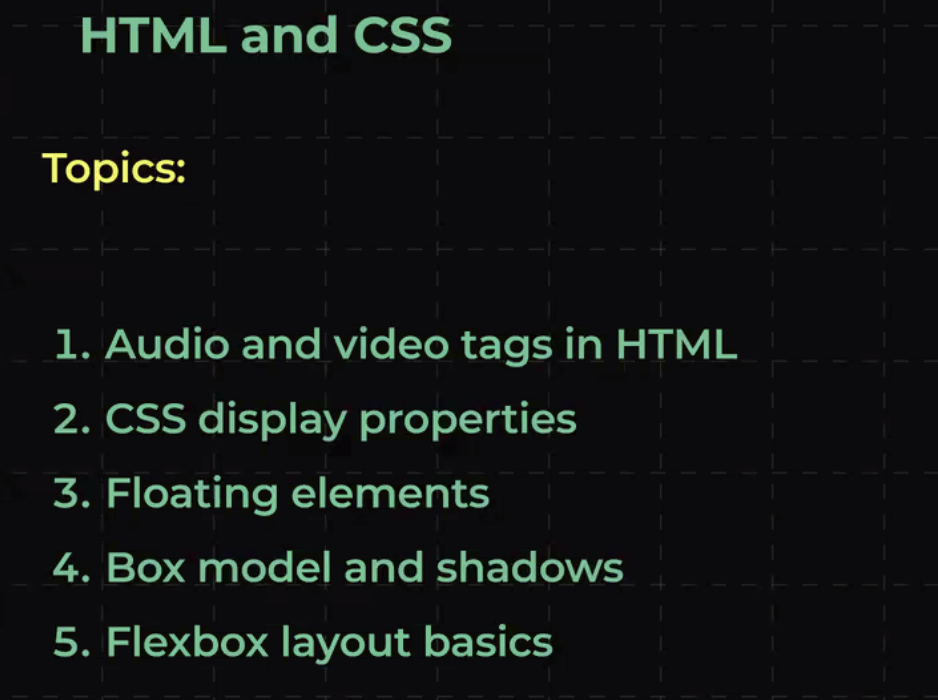 HTML and CSS
Topics:
1. Audio and video tags in HTML
2. CSS display properties
3. Floating elements
4. Box model and shadows
5. Flexbox layout basics